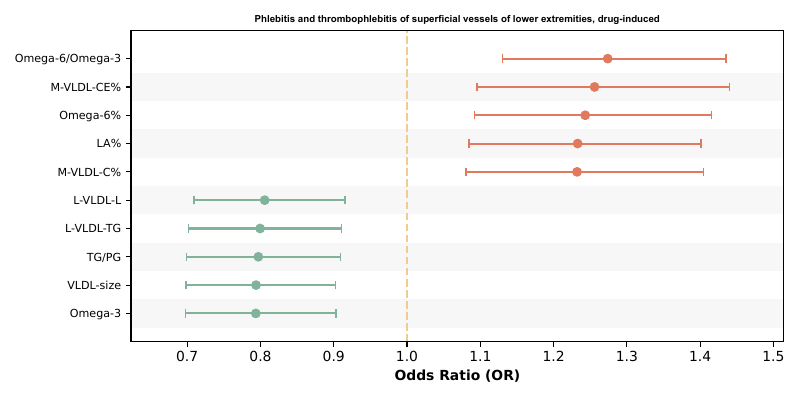 Phlebitis and thrombophlebitis of superficial vessels of lower extremities, drug-induced
Omega-6/Omega-3
M-VLDL-CE%
Omega-6%
LA%
M-VLDL-C%
L-VLDL-L
L-VLDL-TG
TG/PG
VLDL-size
Omega-3
0.7 0.8 0.9 1.0 1.1 1.2 1.3 1.4 1.5
Odds Ratio (OR)